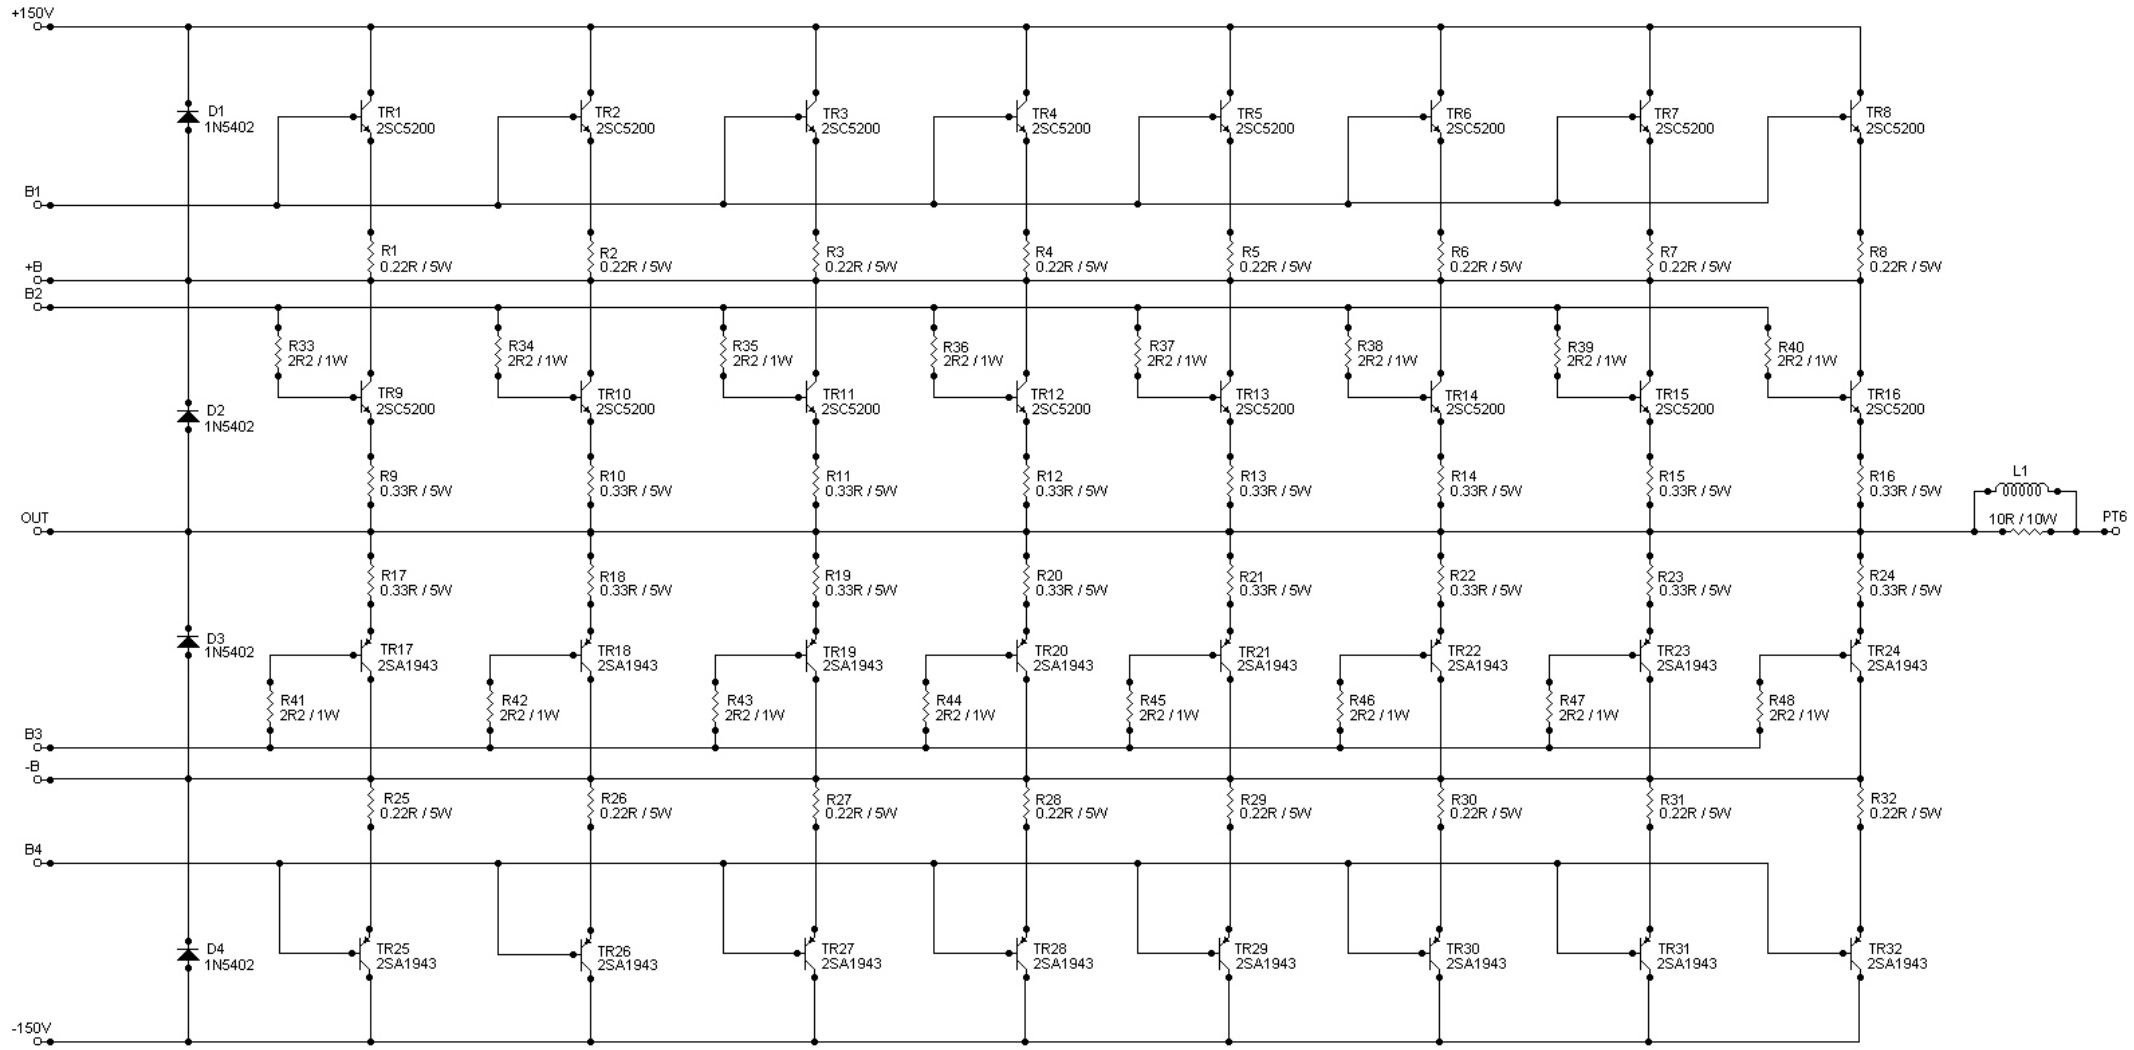 +150V
D1
1N5402
TR1
2SC5200
TR2
2SC5200
TR3
2SC5200
TR4
2SC5200
TR5
2SC5200
TR6
2SC5200
TR7
2SC5200
TR8
2SC5200
B1
R1
0.22R / 5W
R2
0.22R / 5W
R3
0.22R / 5W
R4
0.22R / 5W
R5
0.22R / 5W
R6
0.22R / 5W
R7
0.22R / 5W
R8
0.22R / 5W
+B
B2
R33
2R2 / 1W
R34
2R2 / 1W
R35
2R2 / 1W
R36
2R2 / 1W
R37
2R2 / 1W
R38
2R2 / 1W
R39
2R2 / 1W
R40
2R2 / 1W
D2
1N5402
TR9
2SC5200
TR10
2SC5200
TR11
2SC5200
TR12
2SC5200
TR13
2SC5200
TR14
2SC5200
TR15
2SC5200
TR16
2SC5200
R9
0.33R / 5W
R10
0.33R / 5W
R11
0.33R / 5W
R12
0.33R / 5W
R13
0.33R / 5W
R14
0.33R / 5W
R15
0.33R / 5W
R16
0.33R / 5W
L1
10R / 10W
PT6
OUT
R17
0.33R / 5W
R18
0.33R / 5W
R19
0.33R / 5W
R20
0.33R / 5W
R21
0.33R / 5W
R22
0.33R / 5W
R23
0.33R / 5W
R24
0.33R / 5W
D3
1N5402
TR17
2SA1943
TR18
2SA1943
TR19
2SA1943
TR20
2SA1943
TR21
2SA1943
TR22
2SA1943
TR23
2SA1943
TR24
2SA1943
R41
2R2 / 1W
R42
2R2 / 1W
R43
2R2 / 1W
R44
2R2 / 1W
R45
2R2 / 1W
R46
2R2 / 1W
R47
2R2 / 1W
R48
2R2 / 1W
B3
-B
R25
0.22R / 5W
R26
0.22R / 5W
R27
0.22R / 5W
R28
0.22R / 5W
R29
0.22R / 5W
R30
0.22R / 5W
R31
0.22R / 5W
R32
0.22R / 5W
B4
D4
1N5402
TR25
2SA1943
TR26
2SA1943
TR27
2SA1943
TR28
2SA1943
TR29
2SA1943
TR30
2SA1943
TR31
2SA1943
TR32
2SA1943
-150V